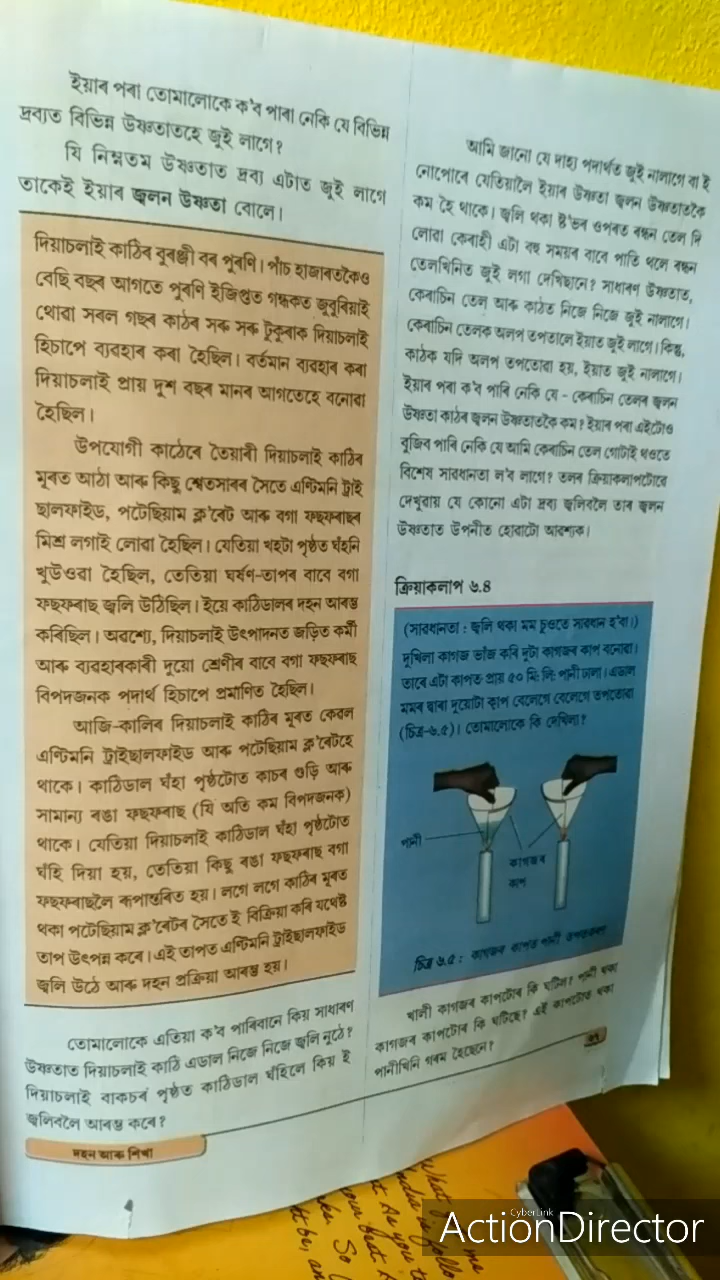 ইয়াৰ পৰা তোমালোকে ক'ব পাৰা নেকি যে বিভিন্ন
দ্ৰব্যত বিভিন্ন উষ্ণতাতহে জুই লাগে?
যি নিম্নতম উষ্ণতাত দ্ৰব্য এটাত জুই লাগে
তাকেই ইয়াৰ জ্বলন উষ্ণতা বোলে।
দিয়াচলাই কাঠিৰ বুৰঞ্জী বৰ পুৰণি। পাঁচ হাজাৰতকৈও
বেছি বছৰ আগতে পুৰণি ইজিপ্তত গন্ধকত জুবুৰিয়াই
থোৱা সৰল গছৰ কাঠৰ সৰু সৰু টুকুৰাক দিয়াচলাই
হিচাপে ব্যৱহাৰ কৰা হৈছিল। বৰ্তমান ব্যৱহাৰ কৰা
দিয়াচলাই প্ৰায় দুশ বছৰ মানৰ আগতেহে বনোৱা
হৈছিল।
উপযোগী কাঠেৰে তৈয়াৰী দিয়াচলাই কাঠিৰ
মূৰত আঠা আৰু কিছু শ্বেতসাৰৰ সৈতে এণ্টিমনি ট্ৰাই
ছালফাইড, পটেছিয়াম ক্ল'ৰেট আৰু বগা ফছফৰাছৰ
মিশ্ৰ লগাই লোৱা হৈছিল। যেতিয়া খহটা পৃষ্ঠত ঘঁহনি
খুউওৱা হৈছিল, তেতিয়া ঘৰ্ষণ-তাপৰ বাবে বগা
ফছফৰাছ জ্বলি উঠিছিল। ইয়ে কাঠিডালৰ দহন আৰম্ভ
কৰিছিল। অৱশ্যে, দিয়াচলাই উৎপাদনত জড়িত কৰ্মী
আৰু ব্যৱহাৰকাৰী দুয়ো শ্ৰেণীৰ বাবে বগা ফছফৰাছ
বিপদজনক পদাৰ্থ হিচাপে প্ৰমাণিত হৈছিল।
আজি-কালিৰ দিয়াচলাই কাঠিৰ মূৰত কেৱল
এণ্টিমনি ট্ৰাইছালফাইড আৰু পটেছিয়াম ক্ল'ৰেটহে
থাকে। কাঠিডাল ঘঁহা পৃষ্ঠটোত কাচৰ গুড়ি আৰু
সামান্য ৰঙা ফছফৰাছ (যি অতি কম বিপদজনক)
থাকে। যেতিয়া দিয়াচলাই কাঠিডাল ঘঁহা পৃষ্ঠটোত
ঘঁহি দিয়া হয়, তেতিয়া কিছু ৰঙা ফছফৰাছ বগা
ফছফৰাছলৈ ৰূপান্তৰিত হয়। লগে লগে কাঠিৰ মূৰত
থকা পটেছিয়াম ক্ল'ৰেটৰ সৈতে ই বিক্ৰিয়া কৰি যথেষ্ট
তাপ উৎপন্ন কৰে। এই তাপত এণ্টিমনি ট্ৰাইছালফাইড
জ্বলি উঠে আৰু দহন প্ৰক্ৰিয়া আৰম্ভ হয়।
তোমালোকে এতিয়া ক'ব পাৰিবানে কিয় সাধাৰণ
উষ্ণতাত দিয়াচলাই কাঠি এডাল নিজে নিজে জ্বলি নুঠে?
দিয়াচলাই বাকচৰ পৃষ্ঠত কাঠিডাল ঘঁহিলে কিয় ই
জ্বলিবলৈ আৰম্ভ কৰে?
দহন আৰু শিখা
আমি জানো যে দাহ্য পদাৰ্থত জুই নালাগে বা ই
নোপোৰে যেতিয়ালৈ ইয়াৰ উষ্ণতা জ্বলন উষ্ণতাতকৈ
কম হৈ থাকে। জ্বলি থকা ষ্ট'ভৰ ওপৰত ৰন্ধন তেল দি
লোৱা কেৰাহী এটা বহু সময়ৰ বাবে পাতি থলে ৰন্ধন
তেলখিনিত জুই লগা দেখিছানে? সাধাৰণ উষ্ণতাত,
কেৰাচিন তেল আৰু কাঠত নিজে নিজে জুই নালাগে।
কেৰাচিন তেলক অলপ তপতালে ইয়াত জুই লাগে। কিন্তু,
কাঠক যদি অলপ তপতোৱা হয়, ইয়াত জুই নালাগে।
ইয়াৰ পৰা ক'ব পাৰি নেকি যে - কেৰাচিন তেলৰ জ্বলন
উষ্ণতা কাঠৰ জ্বলন উষ্ণতাতকৈ কম? ইয়াৰ পৰা এইটোও
বুজিব পাৰি নেকি যে আমি কেৰাচিন তেল গোটাই থওতে
বিশেষ সাৱধানতা ল'ব লাগে? তলৰ ক্ৰিয়াকলাপটোৱে
দেখুৱায় যে কোনো এটা দ্ৰব্য জ্বলিবলৈ তাৰ জ্বলন
উষ্ণতাত উপনীত হোৱাটো আৱশ্যক।
ক্ৰিয়াকলাপ ৬.৪
(সাৱধানতা : জ্বলি থকা মম চুওতে সাৱধান হ'বা।)
দুখিলা কাগজ ভাঁজ কৰি দুটা কাগজৰ কাপ বনোৱা।
তাৰে এটা কাপত প্ৰায় ৫০ মি: লি: পানী ঢালা। এডাল
মমৰ দ্বাৰা দুয়োটা কাপ বেলেগে বেলেগে তপতোৱা
(চিত্ৰ-৬.৫)। তোমালোকে কি দেখিলা?
পানী
কাগজৰ
কাপ
চিত্ৰ ৬.৫ : কাগজৰ কাপত পানী তপতকৰণ
খালী কাগজৰ কাপটোৰ কি ঘটিল? পানী থকা
কাগজৰ কাপটোৰ কি ঘটিছে? এই কাপটোত থকা
পানীখিনি গৰম হৈছেনে?
CyberLink
ActionDirector